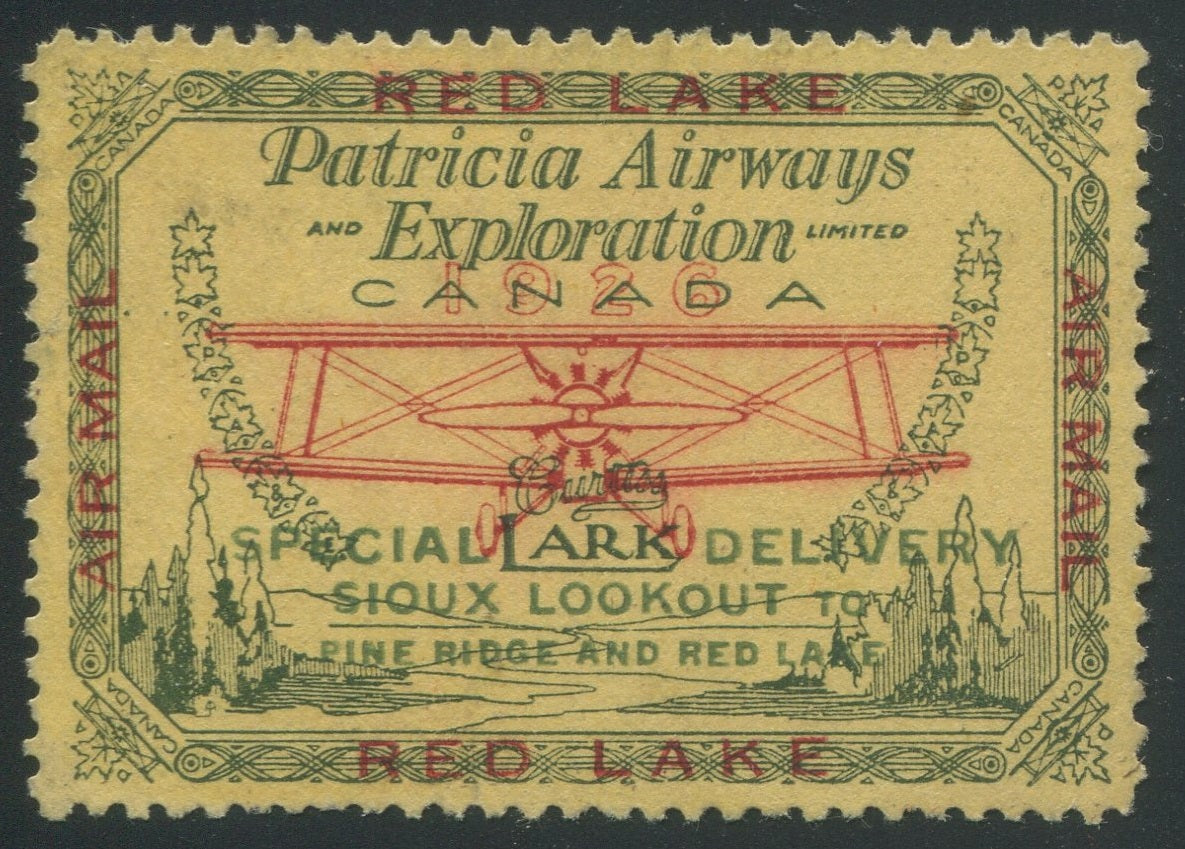 RED LAKE
CANADA
CANADA
Patricia Airways
AND Exploration LIMITED
1926
CANADA
AIR MAIL
AIR MAIL
Curtiss
LARK
SPECIAL DELIVERY
SIOUX LOOKOUT TO
PINE RIDGE AND RED LAKE
CANADA
CANADA
RED LAKE